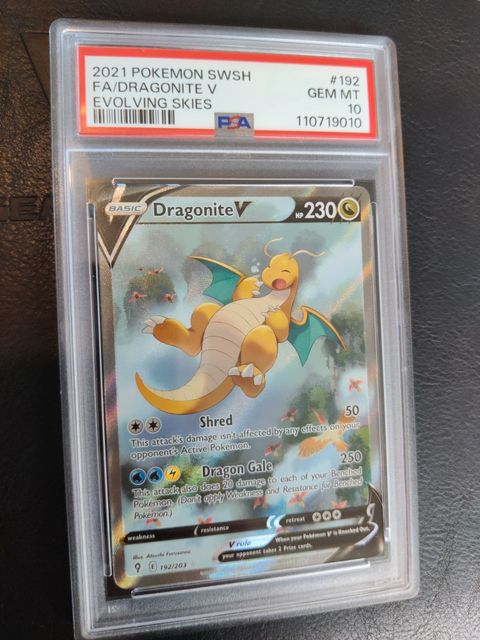 2021 POKEMON SWSH #192
FA/DRAGONITE V GEM MT
EVOLVING SKIES 10
PSA 110719010
BASIC Dragonite V HP 230
Shred 50
This attack's damage isn't affected by any effects on your
opponent's Active Pokémon.
Dragon Gale 250
This attack also does 20 damage to each of your Benched
Pokémon. (Don't apply Weakness and Resistance for Benched
Pokémon.)
weakness resistance retreat
V rule When your Pokémon V is Knocked Out,
your opponent takes 2 Prize cards.
Illus. Atsushi Furusawa
E 192/203